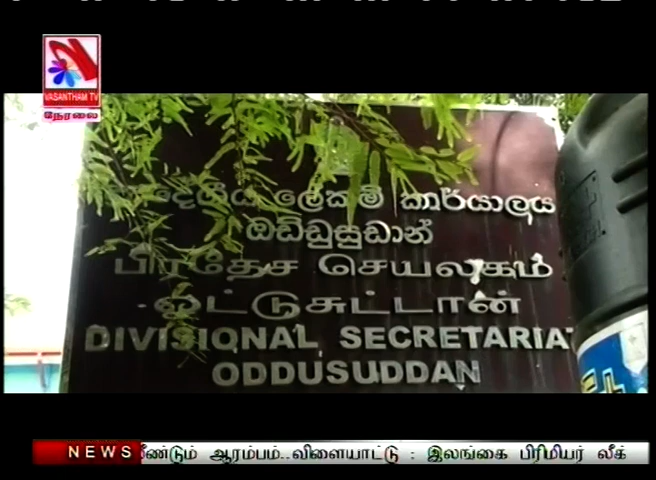 VASANTHAM TV
நேரலை
ප්‍රාදේශීය ලේකම් කාර්යාලය
ඔඩ්ඩුසුඩාන්
பிரதேச செயலகம்
ஒட்டுசுட்டான்
DIVISIONAL SECRETARIAT
ODDUSUDDAN
NEWS மீண்டும் ஆரம்பம்..விளையாட்டு : இலங்கை பிரிமியர் லீக்